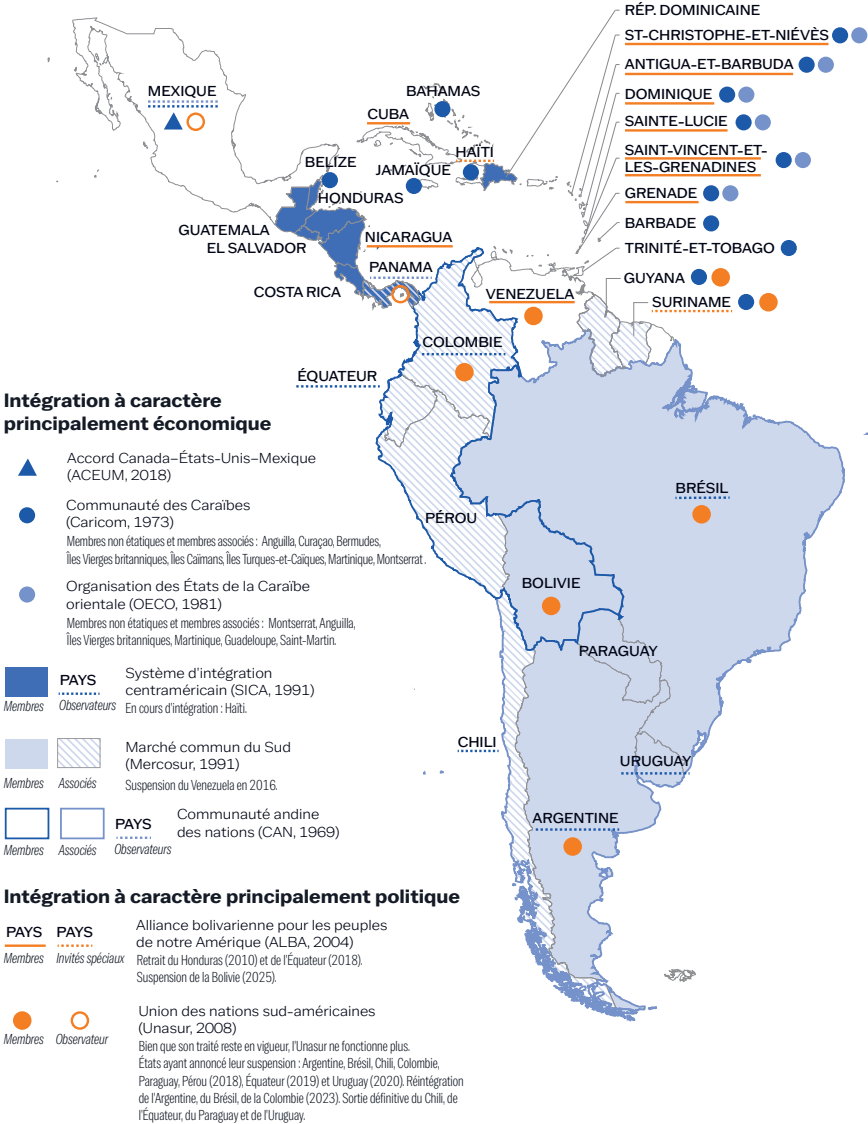 RÉP. DOMINICAINE
ST-CHRISTOPHE-ET-NIÉVÈS
ANTIGUA-ET-BARBUDA
DOMINIQUE
SAINTE-LUCIE
SAINT-VINCENT-ET-
LES-GRENADINES
GRENADE
BARBADE
TRINITÉ-ET-TOBAGO
GUYANA
SURINAME
MEXIQUE
BAHAMAS
CUBA
HAÏTI
BELIZE
JAMAÏQUE
HONDURAS
GUATEMALA
EL SALVADOR
NICARAGUA
PANAMA
COSTA RICA
VENEZUELA
COLOMBIE
ÉQUATEUR
BRÉSIL
PÉROU
BOLIVIE
PARAGUAY
CHILI
URUGUAY
ARGENTINE
Intégration à caractère
principalement économique
Accord Canada–États-Unis–Mexique
(ACEUM, 2018)
Communauté des Caraïbes
(Caricom, 1973)
Membres non étatiques et membres associés : Anguilla, Curaçao, Bermudes,
Îles Vierges britanniques, Îles Caïmans, Îles Turques-et-Caïques, Martinique, Montserrat.
Organisation des États de la Caraïbe
orientale (OECO, 1981)
Membres non étatiques et membres associés : Montserrat, Anguilla,
Îles Vierges britanniques, Martinique, Guadeloupe, Saint-Martin.
PAYS
Membres Observateurs
Système d'intégration
centraméricain (SICA, 1991)
En cours d'intégration : Haïti.
Membres Associés
Marché commun du Sud
(Mercosur, 1991)
Suspension du Venezuela en 2016.
PAYS
Membres Associés Observateurs
Communauté andine
des nations (CAN, 1969)
Intégration à caractère principalement politique
PAYS PAYS
Membres Invités spéciaux
Alliance bolivarienne pour les peuples
de notre Amérique (ALBA, 2004)
Retrait du Honduras (2010) et de l'Équateur (2018).
Suspension de la Bolivie (2025).
Membres Observateur
Union des nations sud-américaines
(Unasur, 2008)
Bien que son traité reste en vigueur, l'Unasur ne fonctionne plus.
États ayant annoncé leur suspension : Argentine, Brésil, Chili, Colombie,
Paraguay, Pérou (2018), Équateur (2019) et Uruguay (2020). Réintégration
de l'Argentine, du Brésil, de la Colombie (2023). Sortie définitive du Chili, de
l'Équateur, du Paraguay et de l'Uruguay.